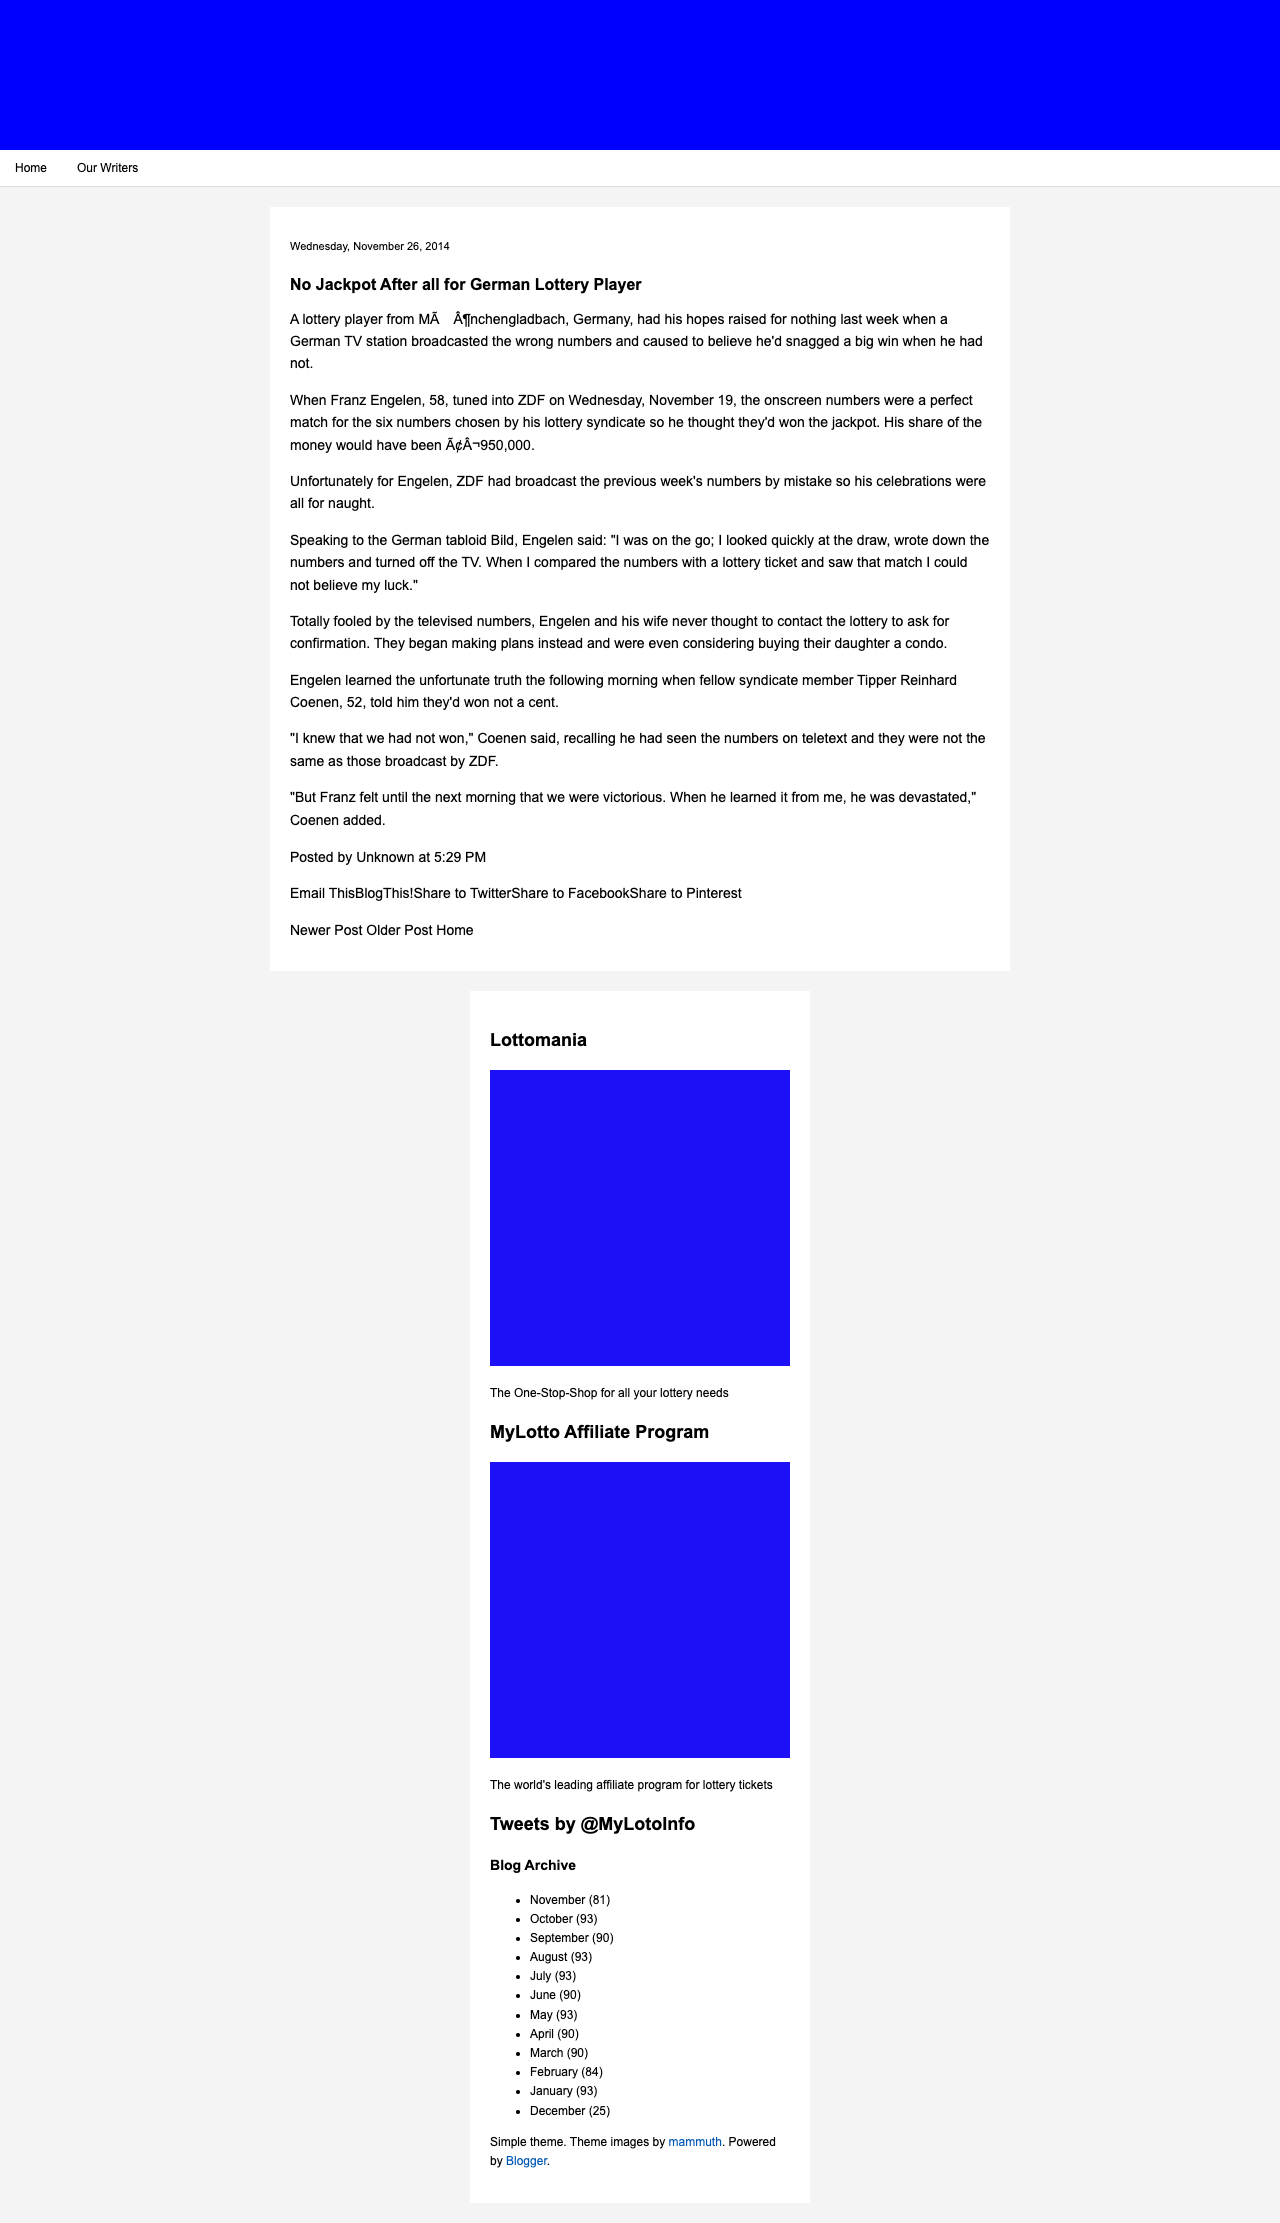 Home Our Writers
Wednesday, November 26, 2014
No Jackpot After all for German Lottery Player
A lottery player from MÃ Â¶nchengladbach, Germany, had his hopes raised for nothing last week when a
German TV station broadcasted the wrong numbers and caused to believe he'd snagged a big win when he had
not.
When Franz Engelen, 58, tuned into ZDF on Wednesday, November 19, the onscreen numbers were a perfect
match for the six numbers chosen by his lottery syndicate so he thought they'd won the jackpot. His share of the
money would have been Ã¢Â¬950,000.
Unfortunately for Engelen, ZDF had broadcast the previous week's numbers by mistake so his celebrations were
all for naught.
Speaking to the German tabloid Bild, Engelen said: "I was on the go; I looked quickly at the draw, wrote down the
numbers and turned off the TV. When I compared the numbers with a lottery ticket and saw that match I could
not believe my luck."
Totally fooled by the televised numbers, Engelen and his wife never thought to contact the lottery to ask for
confirmation. They began making plans instead and were even considering buying their daughter a condo.
Engelen learned the unfortunate truth the following morning when fellow syndicate member Tipper Reinhard
Coenen, 52, told him they'd won not a cent.
"I knew that we had not won," Coenen said, recalling he had seen the numbers on teletext and they were not the
same as those broadcast by ZDF.
"But Franz felt until the next morning that we were victorious. When he learned it from me, he was devastated,"
Coenen added.
Posted by Unknown at 5:29 PM
Email ThisBlogThis!Share to TwitterShare to FacebookShare to Pinterest
Newer Post Older Post Home
Lottomania
The One-Stop-Shop for all your lottery needs
MyLotto Affiliate Program
The world's leading affiliate program for lottery tickets
Tweets by @MyLotoInfo
Blog Archive
• November (81)
• October (93)
• September (90)
• August (93)
• July (93)
• June (90)
• May (93)
• April (90)
• March (90)
• February (84)
• January (93)
• December (25)
Simple theme. Theme images by mammuth. Powered
by Blogger.